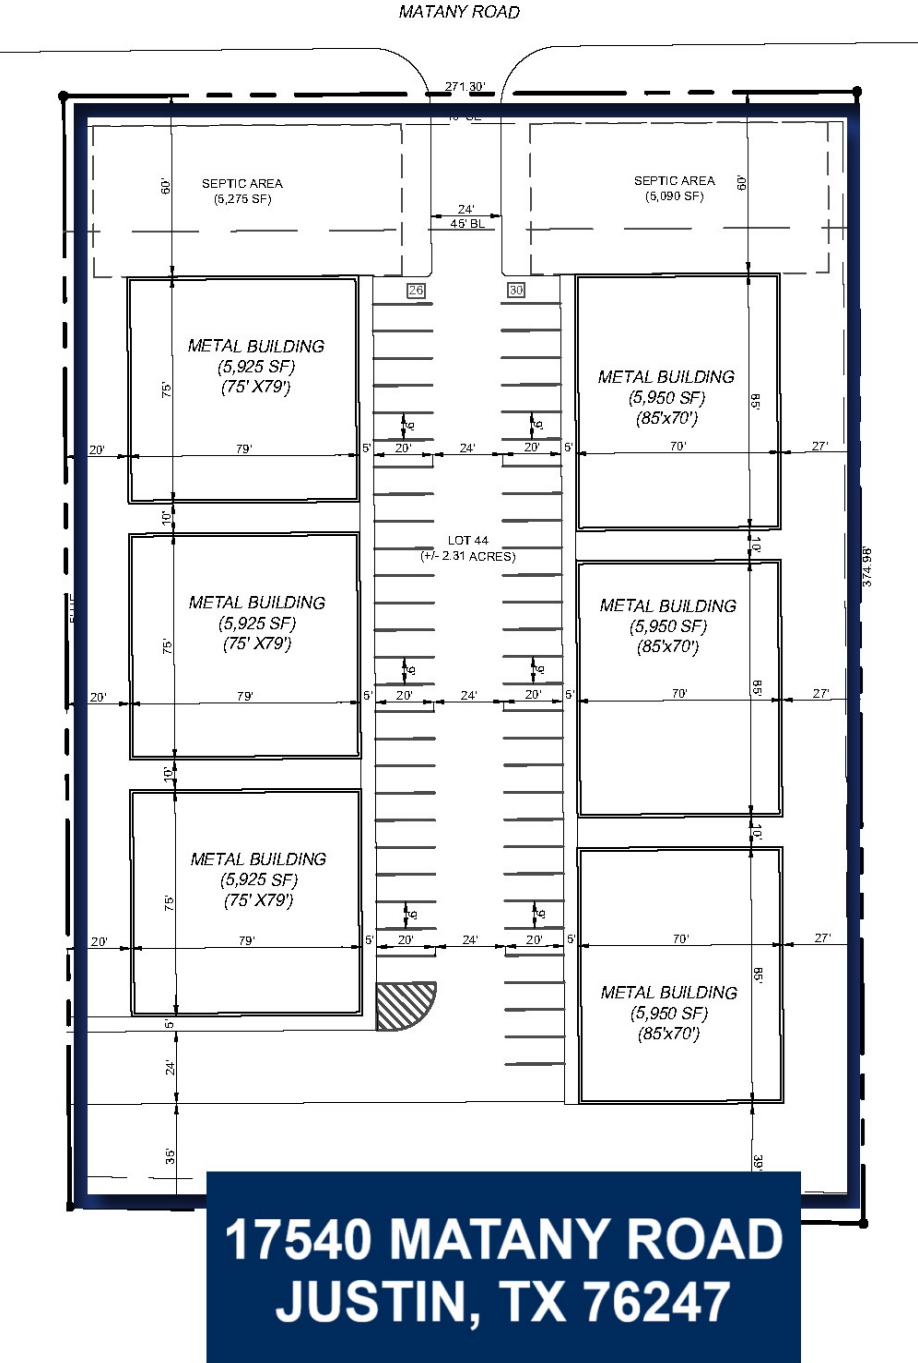 MATANY ROAD
271.30'
60'
SEPTIC AREA
(5,275 SF)
24'
45' BL
SEPTIC AREA
(5,090 SF)
60'
26
30
METAL BUILDING
(5,925 SF)
(75' X79')
75'
METAL BUILDING
(5,950 SF)
(85'x70')
85'
9'
9'
20'
79'
5'
20'
24'
20'
5'
70'
27'
10'
10'
LOT 44
(+/- 2.31 ACRES)
374.96'
METAL BUILDING
(5,925 SF)
(75' X79')
75'
METAL BUILDING
(5,950 SF)
(85'x70')
85'
9'
9'
20'
79'
5'
20'
24'
20'
5'
70'
27'
10'
10'
METAL BUILDING
(5,925 SF)
(75' X79')
75'
9'
9'
20'
79'
5'
20'
24'
20'
5'
70'
27'
85'
METAL BUILDING
(5,950 SF)
(85'x70')
5'
24'
35'
39'
17540 MATANY ROAD
JUSTIN, TX 76247